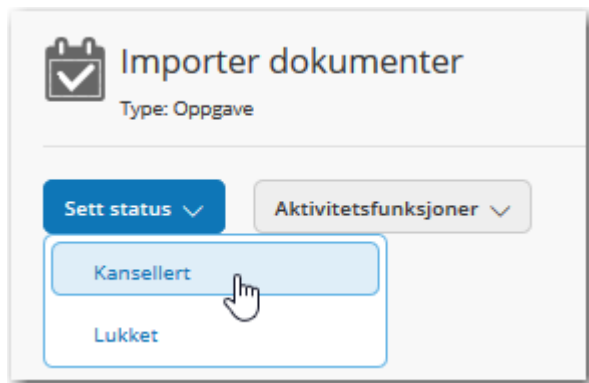 Importer dokumenter
Type: Oppgave
Sett status
Aktivitetsfunksjoner
Kansellert
Lukket